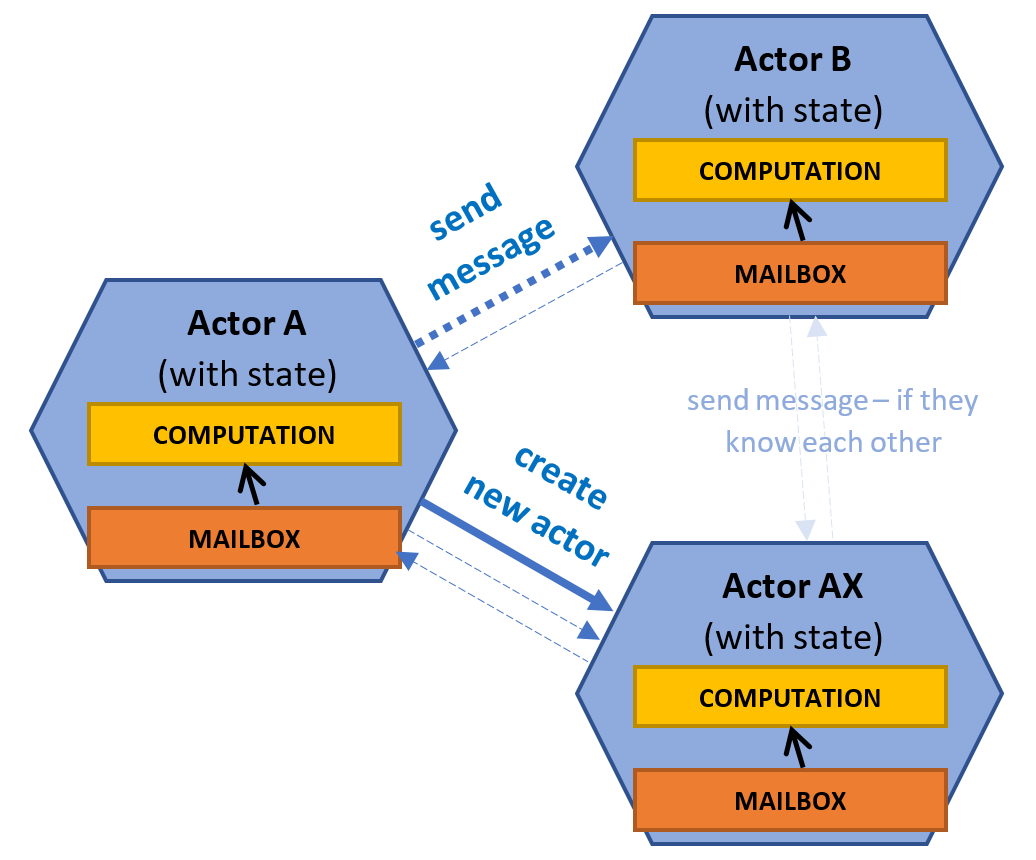 Actor B
(with state)
COMPUTATION
MAILBOX
send
message
Actor A
(with state)
COMPUTATION
MAILBOX
send message – if they
know each other
create
new actor
Actor AX
(with state)
COMPUTATION
MAILBOX